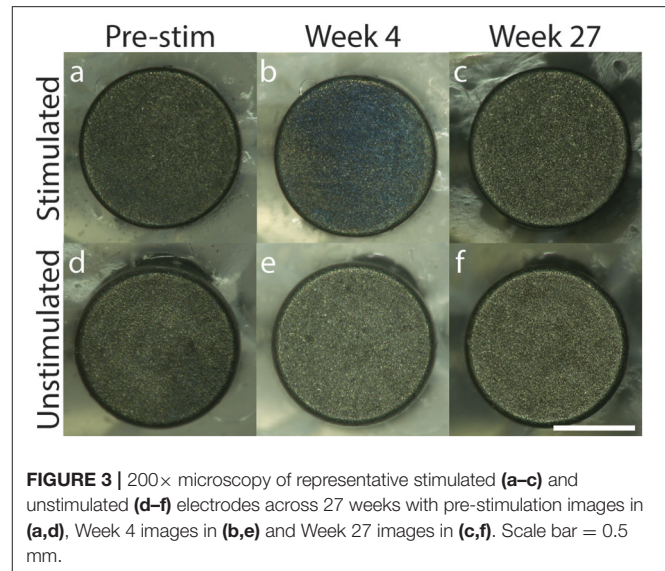 Pre-stim Week 4 Week 27
Stimulated
a b c
Unstimulated
d e f
FIGURE 3 | 200× microscopy of representative stimulated (a–c) and
unstimulated (d–f) electrodes across 27 weeks with pre-stimulation images in
(a,d), Week 4 images in (b,e) and Week 27 images in (c,f). Scale bar = 0.5
mm.